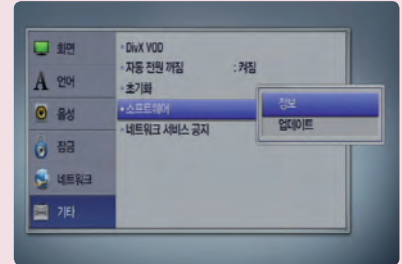 화면
언어
음성
잠금
네트워크
기타
DivX VOD
자동 전원 꺼짐 : 켜짐
초기화
소프트웨어
네트워크 서비스 공지
정보
업데이트